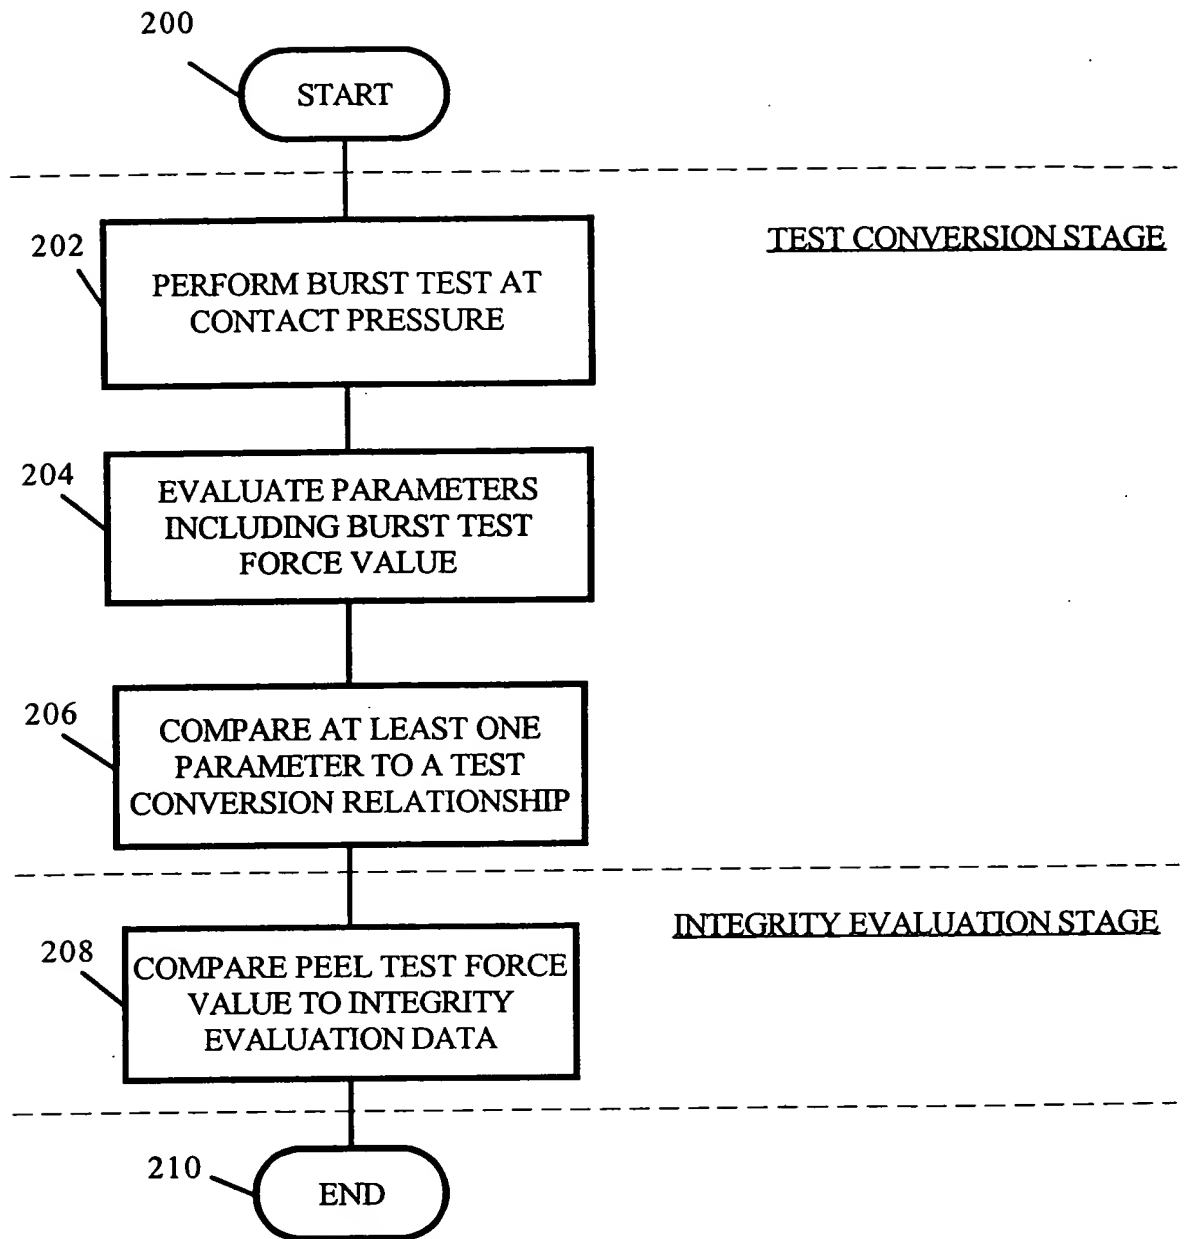 200
START
202
TEST CONVERSION STAGE
PERFORM BURST TEST AT
CONTACT PRESSURE
204
EVALUATE PARAMETERS
INCLUDING BURST TEST
FORCE VALUE
206
COMPARE AT LEAST ONE
PARAMETER TO A TEST
CONVERSION RELATIONSHIP
INTEGRITY EVALUATION STAGE
208
COMPARE PEEL TEST FORCE
VALUE TO INTEGRITY
EVALUATION DATA
210
END